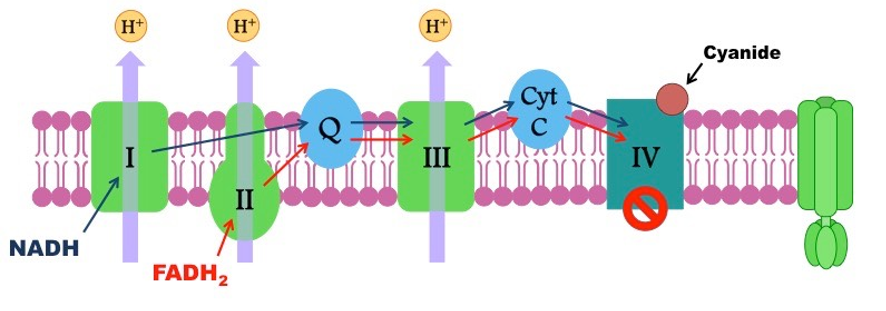 H+
H+
H+
Cyanide
I
II
Q
III
Cyt
C
IV
NADH
FADH2